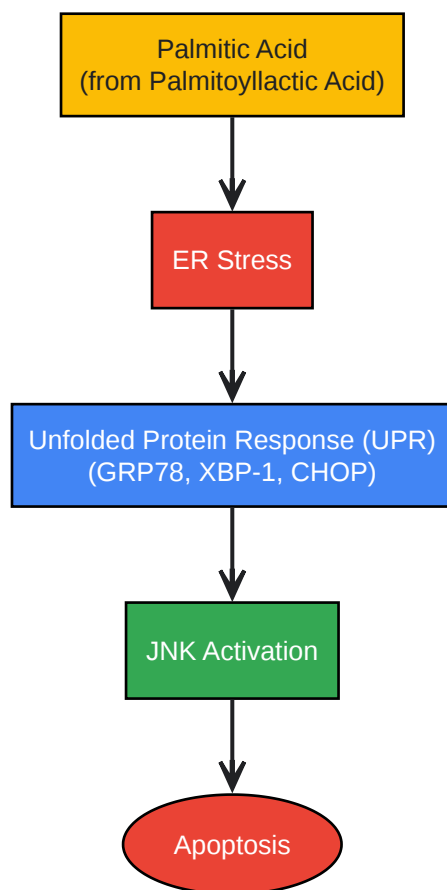 Palmitic Acid
(from Palmitoyllactic Acid)
ER Stress
Unfolded Protein Response (UPR)
(GRP78, XBP-1, CHOP)
JNK Activation
Apoptosis